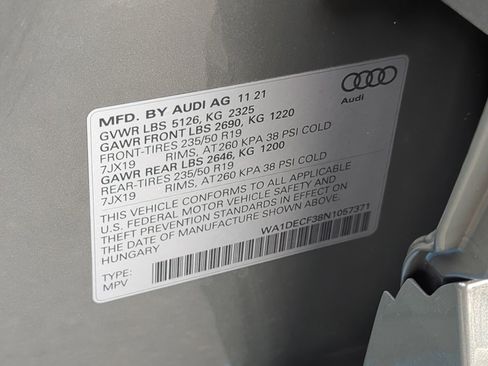 MFD. BY AUDI AG 11 21
GVWR LBS 5126, KG 2325
GAWR FRONT LBS 2690, KG 1220
FRONT-TIRES 235/50 R19
7JX19 RIMS, AT260 KPA 38 PSI COLD
GAWR REAR LBS 2646, KG 1200
REAR-TIRES 235/50 R19
7JX19 RIMS, AT 260 KPA 38 PSI COLD
THIS VEHICLE CONFORMS TO ALL APPLICABLE
U.S. FEDERAL MOTOR VEHICLE SAFETY AND
THEFT PREVENTION STANDARDS IN EFFECT ON
THE DATE OF MANUFACTURE SHOWN ABOVE.
HUNGARY
WA1DECF38N1057371
TYPE:
MPV
Audi